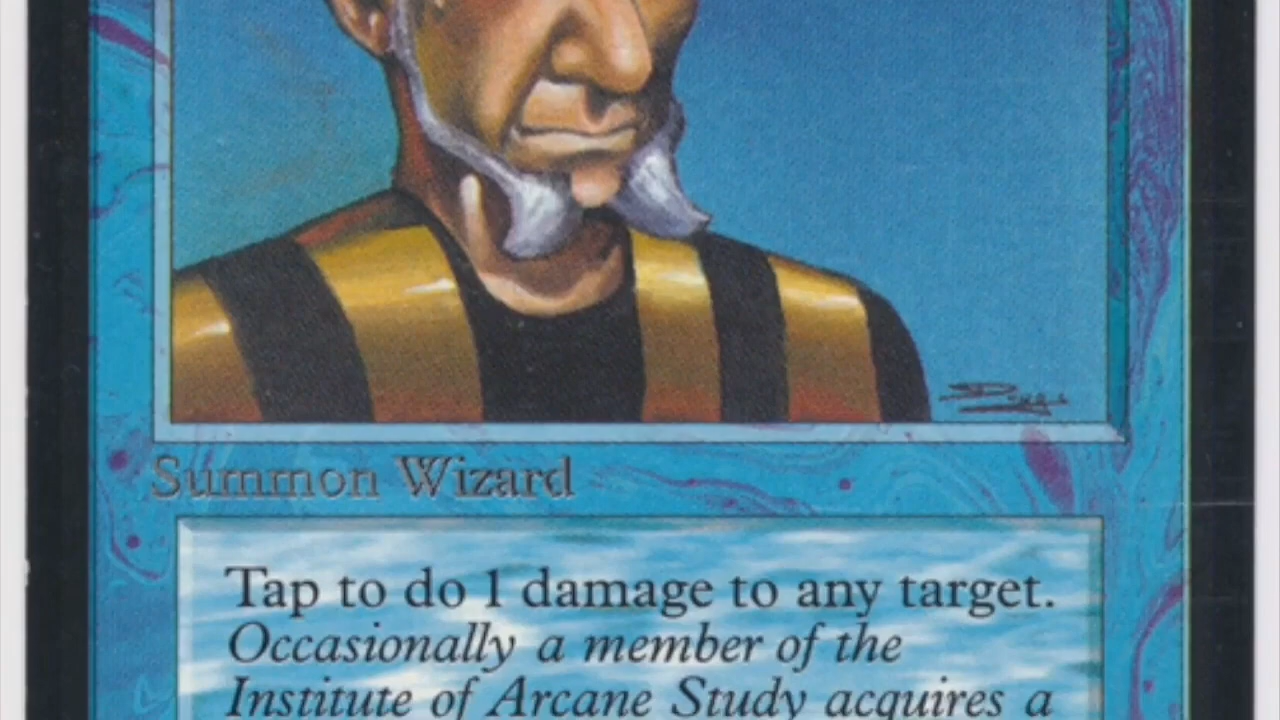 Summon Wizard
Tap to do 1 damage to any target.
Occasionally a member of the
Institute of Arcane Study acquires a